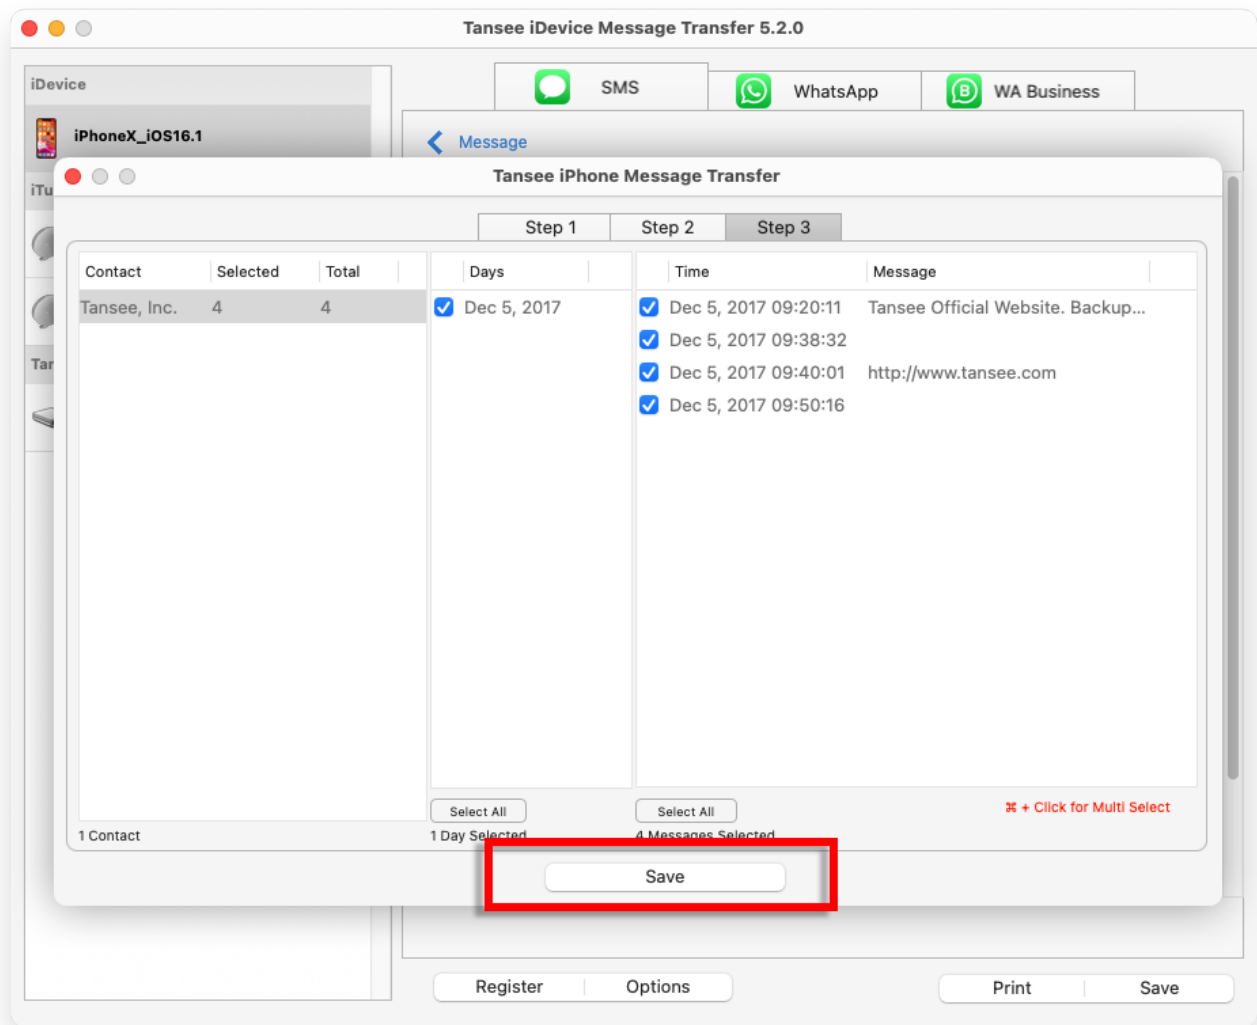 Tansee iDevice Message Transfer 5.2.0
iDevice
SMS
WhatsApp
WA Business
iPhoneX_iOS16.1
Message
Tansee iPhone Message Transfer
iTu
Step 1 Step 2 Step 3
Contact Selected Total Days Time Message
Tansee, Inc. 4 4 Dec 5, 2017 Dec 5, 2017 09:20:11 Tansee Official Website. Backup...
Dec 5, 2017 09:38:32
Tan
Dec 5, 2017 09:40:01 http://www.tansee.com
Dec 5, 2017 09:50:16
Select All Select All ⌘ + Click for Multi Select
1 Contact 1 Day Selected 4 Messages Selected
Save
Register Options Print Save